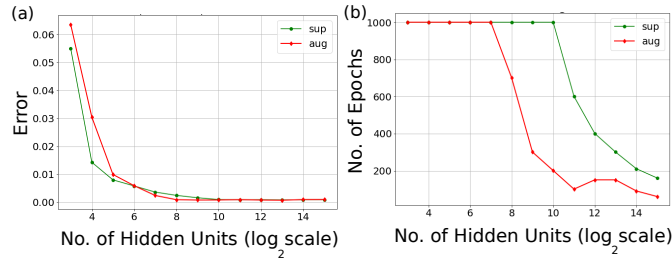 (a)
sup
aug
0.06
0.05
0.04
0.03
0.02
0.01
0.00
Error
4
6
8
10
12
14
No. of Hidden Units (log2 scale)
(b)
sup
aug
1000
800
600
400
200
No. of Epochs
4
6
8
10
12
14
No. of Hidden Units (log2 scale)